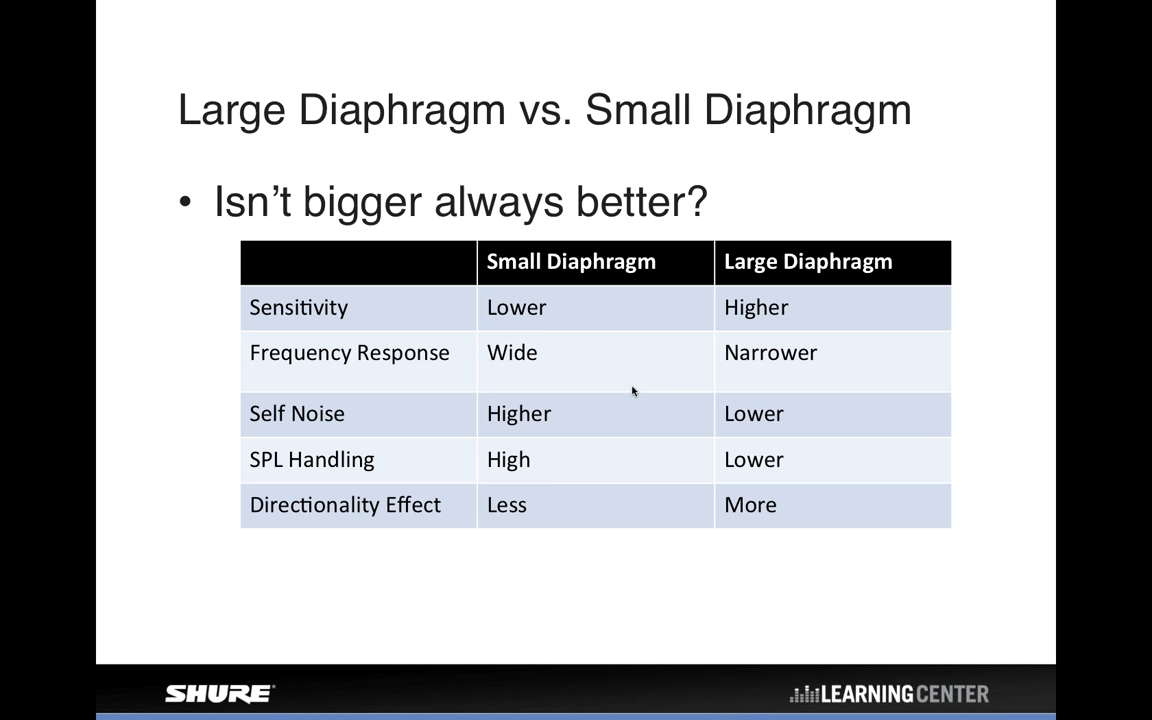 Large Diaphragm vs. Small Diaphragm
• Isn't bigger always better?
Small Diaphragm Large Diaphragm
Sensitivity Lower Higher
Frequency Response Wide Narrower
Self Noise Higher Lower
SPL Handling High Lower
Directionality Effect Less More
SHURE LEARNING CENTER